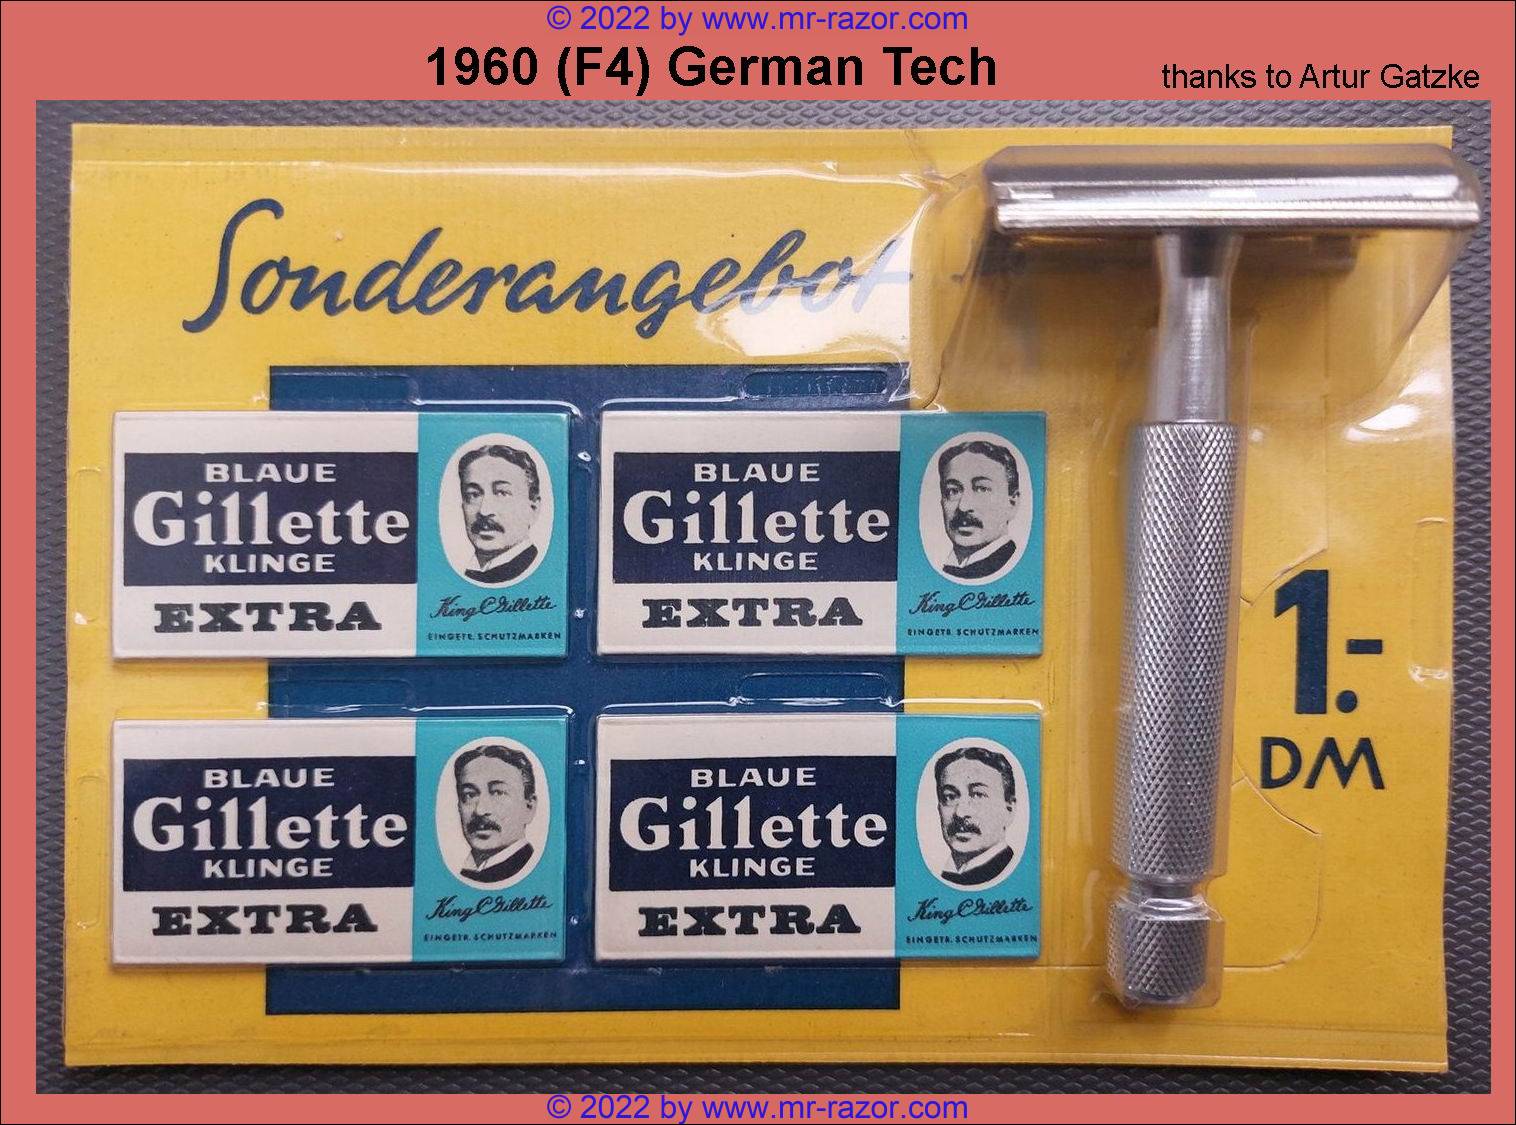 © 2022 by www.mr-razor.com
1960 (F4) German Tech
thanks to Artur Gatzke
Sonderangebot
BLAUE
Gillette
KLINGE
EXTRA
King C Gillette
EINGETR. SCHUTZMARKEN
BLAUE
Gillette
KLINGE
EXTRA
King C Gillette
EINGETR. SCHUTZMARKEN
1.-
DM
BLAUE
Gillette
KLINGE
EXTRA
King C Gillette
EINGETR. SCHUTZMARKEN
BLAUE
Gillette
KLINGE
EXTRA
King C Gillette
EINGETR. SCHUTZMARKEN
© 2022 by www.mr-razor.com